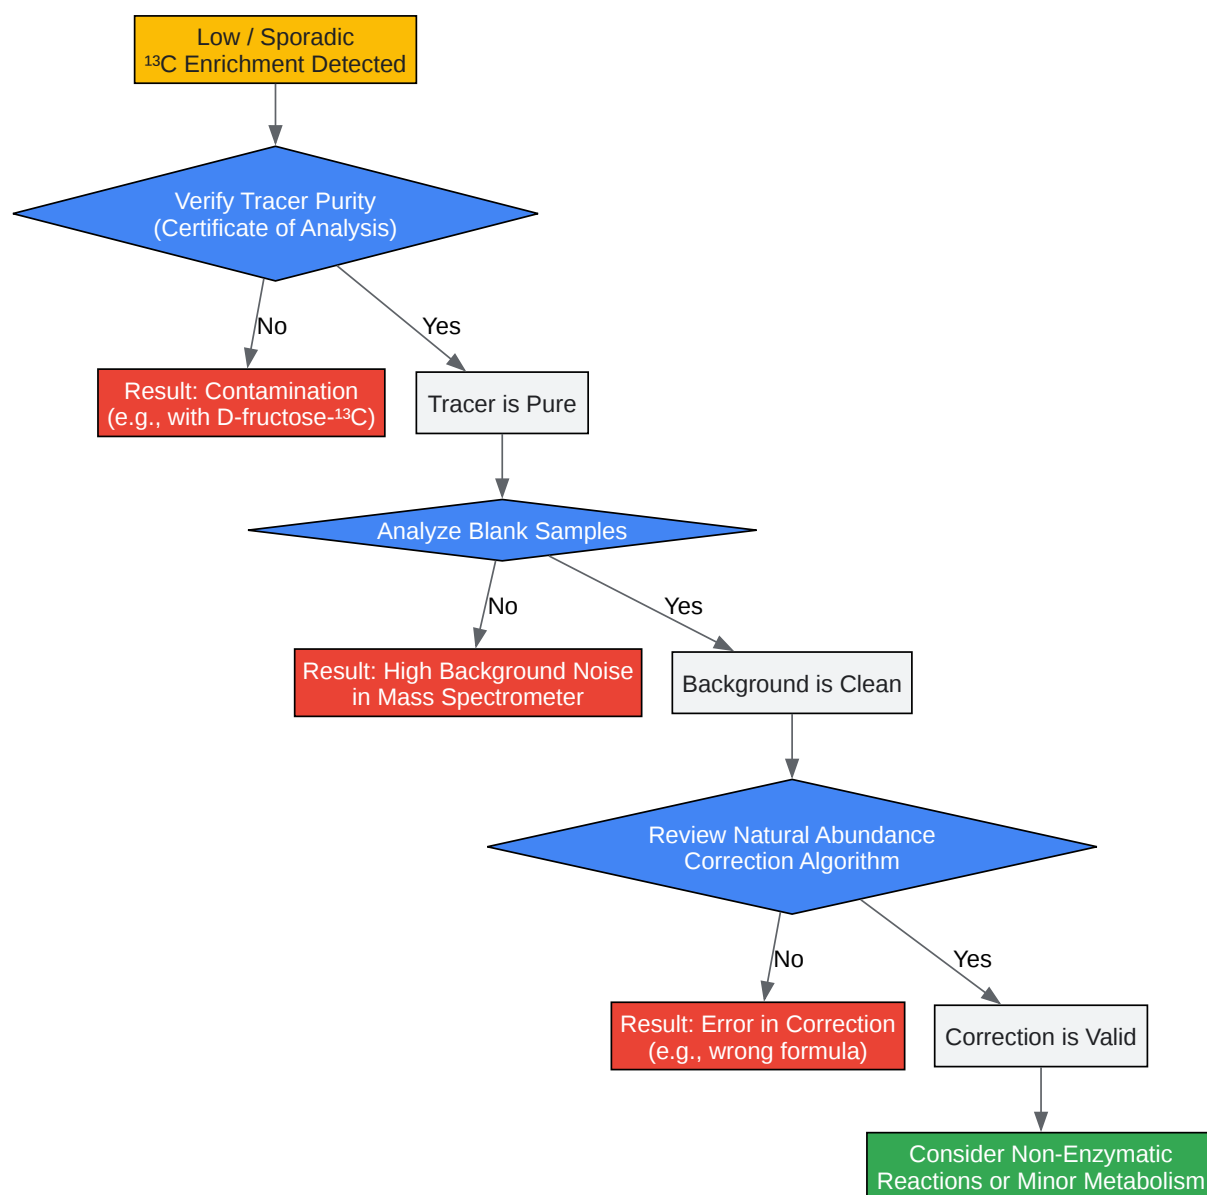 Low / Sporadic
¹³C Enrichment Detected
Verify Tracer Purity
(Certificate of Analysis)
No
Yes
Result: Contamination
(e.g., with D-fructose-¹³C)
Tracer is Pure
Analyze Blank Samples
No
Yes
Result: High Background Noise
in Mass Spectrometer
Background is Clean
Review Natural Abundance
Correction Algorithm
No
Yes
Result: Error in Correction
(e.g., wrong formula)
Correction is Valid
Consider Non-Enzymatic
Reactions or Minor Metabolism